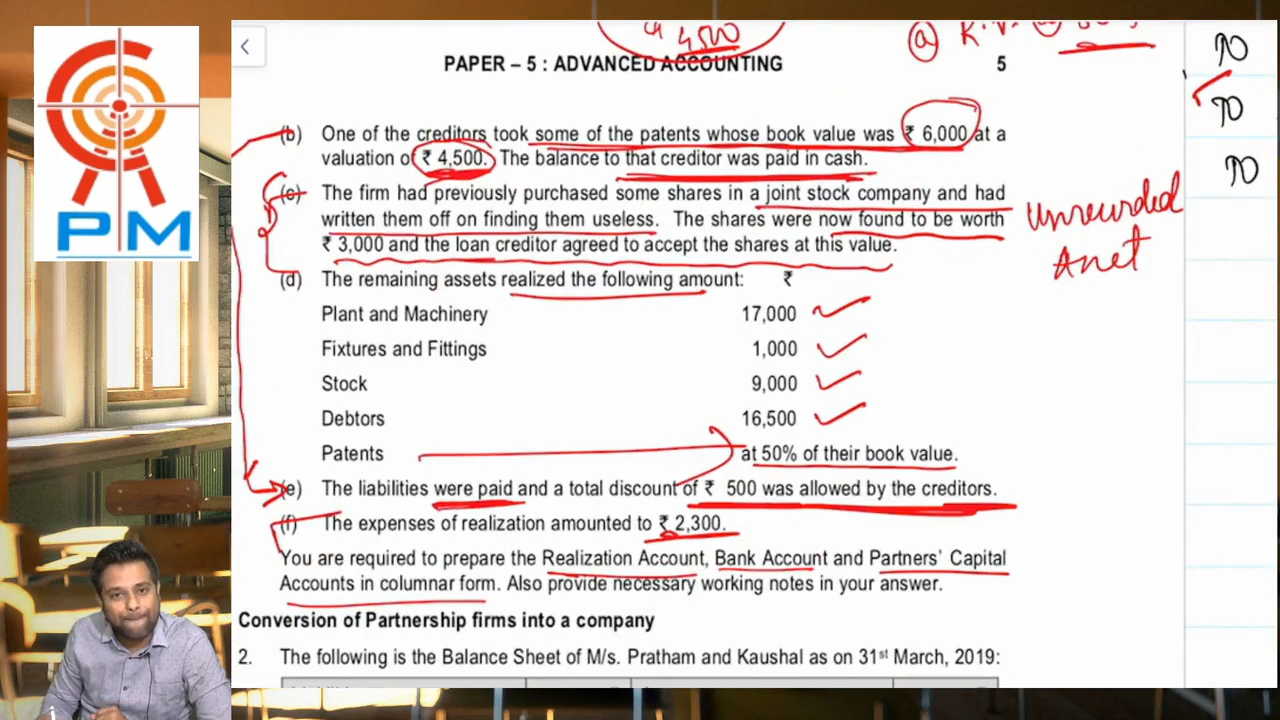 PM
PAPER – 5 : ADVANCED ACCOUNTING 5
4500
(a)
(b) One of the creditors took some of the patents whose book value was ₹ 6,000 at a
valuation of ₹ 4,500. The balance to that creditor was paid in cash.
(c) The firm had previously purchased some shares in a joint stock company and had
written them off on finding them useless. The shares were now found to be worth
₹ 3,000 and the loan creditor agreed to accept the shares at this value.
Unrecorded
Asset
(d) The remaining assets realized the following amount: ₹
Plant and Machinery 17,000
Fixtures and Fittings 1,000
Stock 9,000
Debtors 16,500
Patents at 50% of their book value.
(e) The liabilities were paid and a total discount of ₹ 500 was allowed by the creditors.
(f) The expenses of realization amounted to ₹ 2,300.
You are required to prepare the Realization Account, Bank Account and Partners' Capital
Accounts in columnar form. Also provide necessary working notes in your answer.
Conversion of Partnership firms into a company
2. The following is the Balance Sheet of M/s. Pratham and Kaushal as on 31st March, 2019: